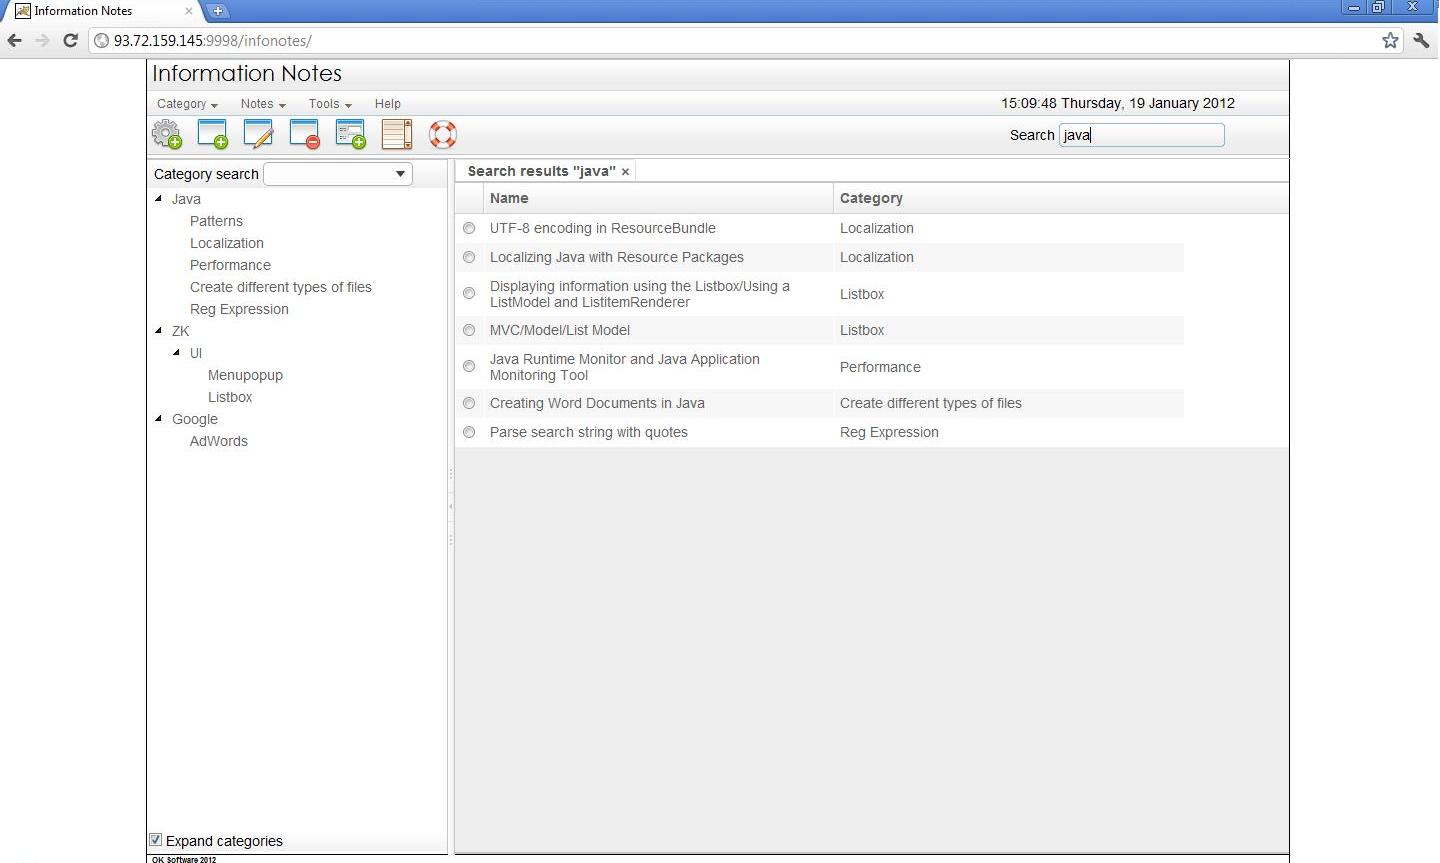 Information Notes
93.72.159.145:9998/infonotes/
Information Notes
Category Notes Tools Help 15:09:48 Thursday, 19 January 2012
Search java
Category search
Java
Patterns
Localization
Performance
Create different types of files
Reg Expression
ZK
UI
Menupopup
Listbox
Google
AdWords
Expand categories
Search results "java" ×
Name Category
UTF-8 encoding in ResourceBundle Localization
Localizing Java with Resource Packages Localization
Displaying information using the Listbox/Using a
ListModel and ListitemRenderer Listbox
MVC/Model/List Model Listbox
Java Runtime Monitor and Java Application
Monitoring Tool Performance
Creating Word Documents in Java Create different types of files
Parse search string with quotes Reg Expression
OK Software 2012